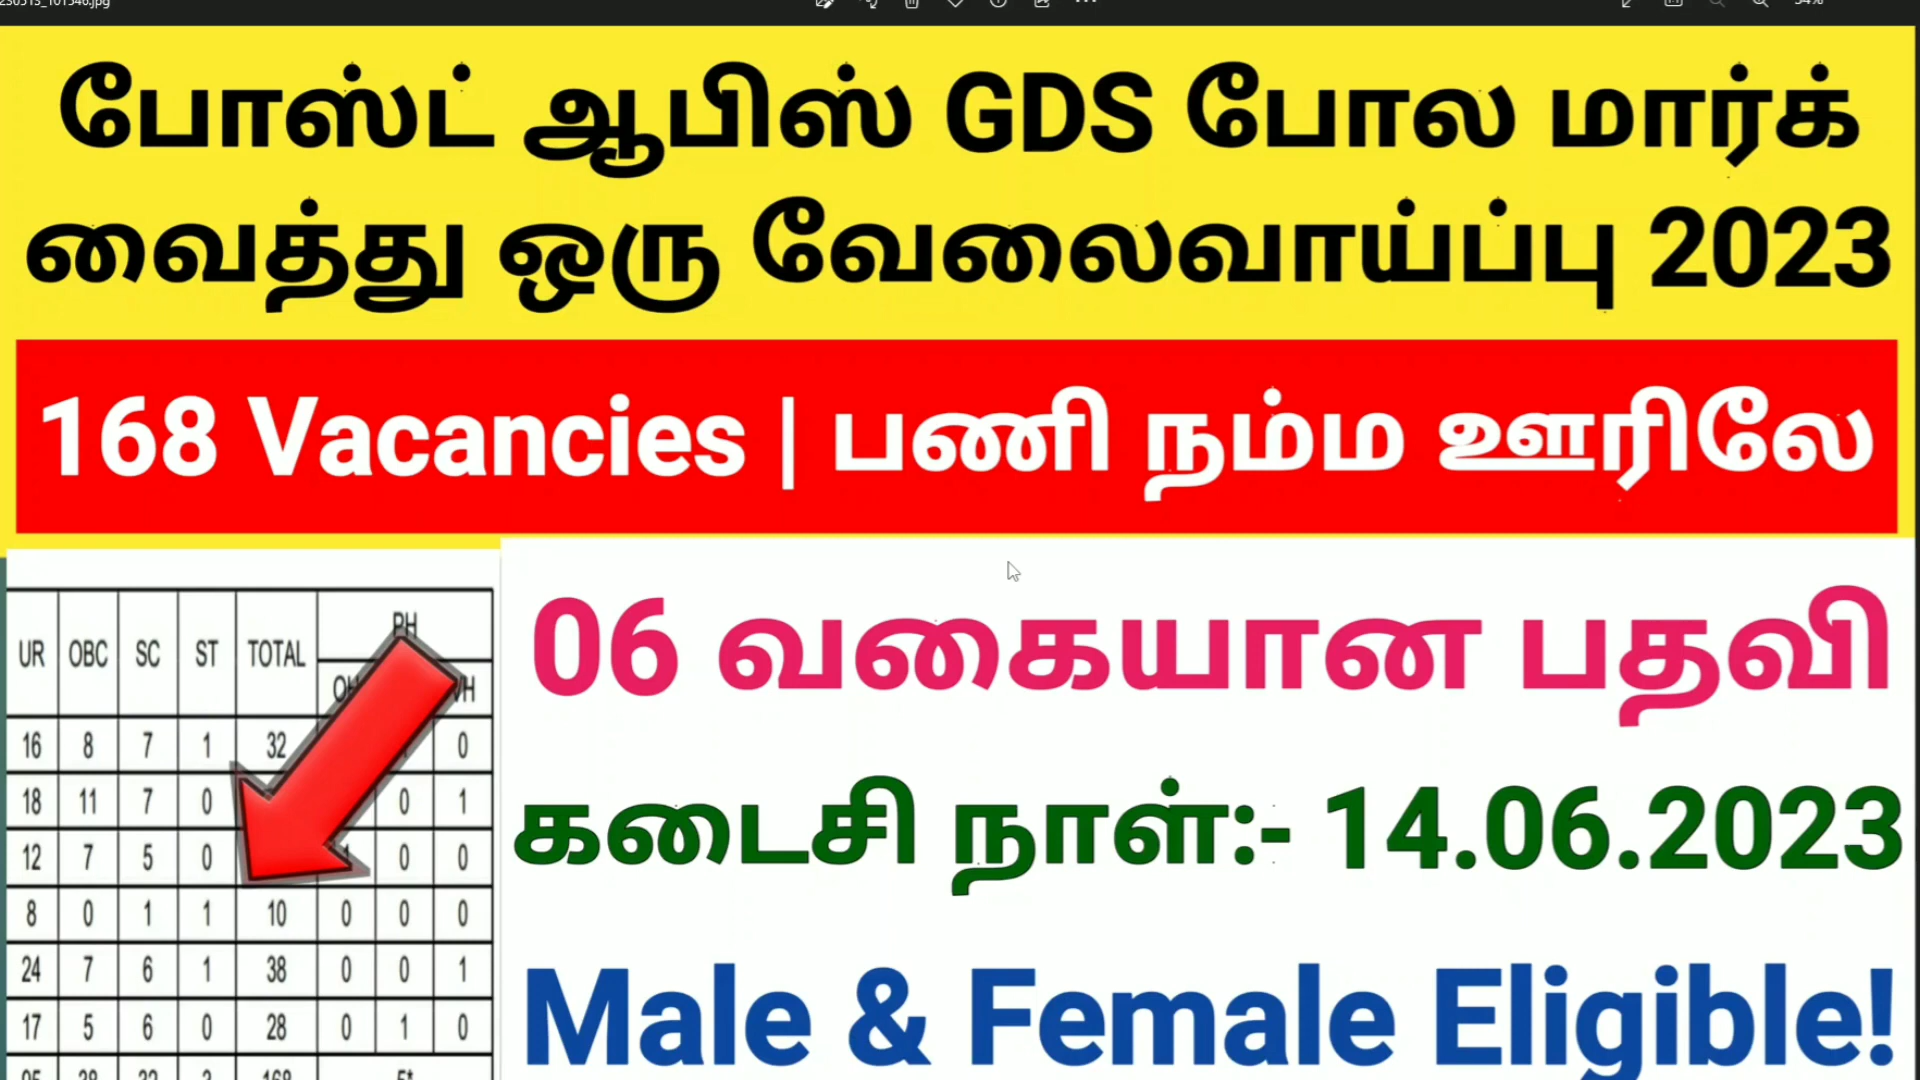 போஸ்ட் ஆபிஸ் GDS போல மார்க்
வைத்து ஒரு வேலைவாய்ப்பு 2023
168 Vacancies | பணி நம்ம ஊரிலே
06 வகையான பதவி
கடைசி நாள்:- 14.06.2023
Male & Female Eligible!
UR OBC SC ST TOTAL PH
16 8 7 1 32 0
18 11 7 0 0 1
12 7 5 0 0 0
8 0 1 1 10 0 0 0
24 7 6 1 38 0 0 1
17 5 6 0 28 0 1 0